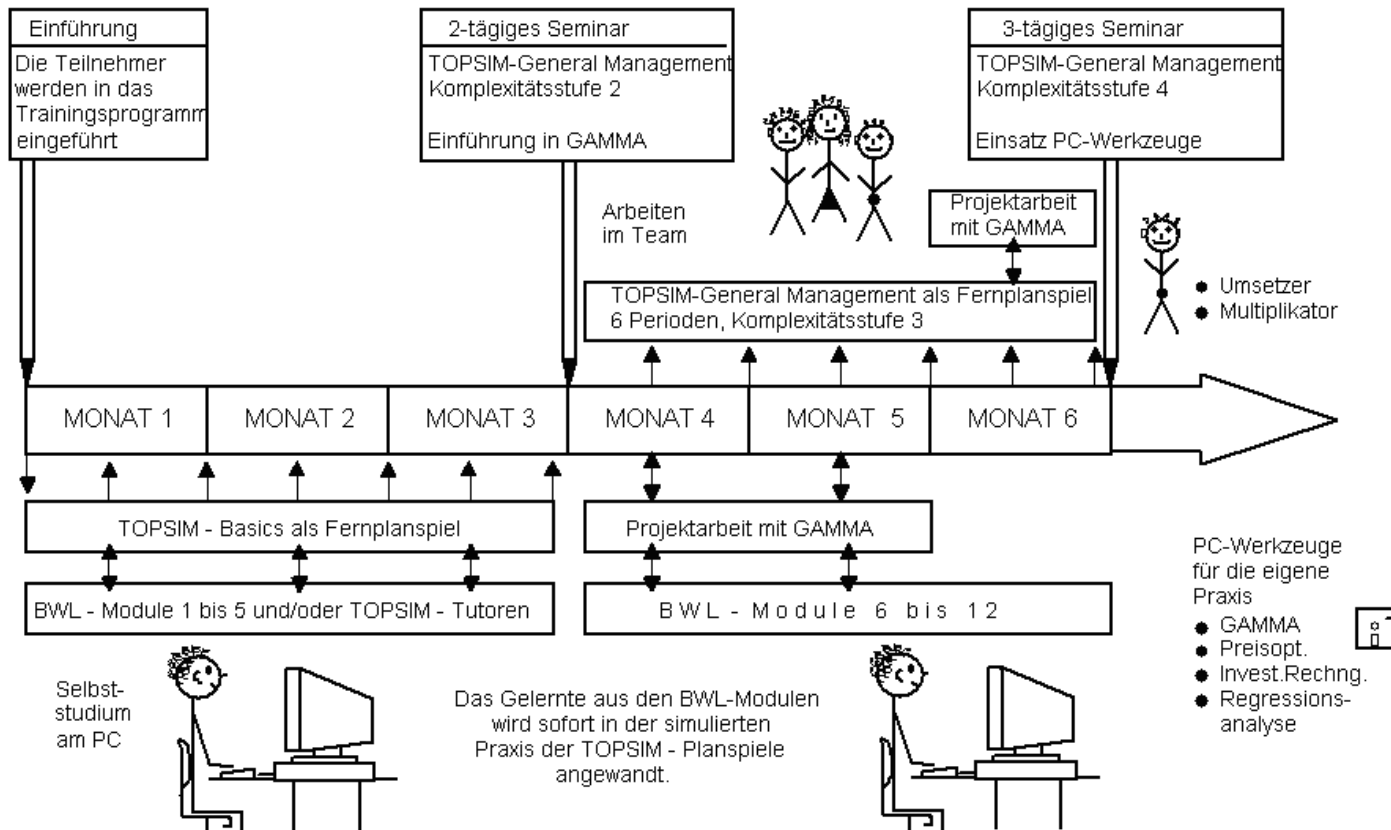 Einführung
Die Teilnehmer
werden in das
Trainingsprogramm
eingeführt
2-tägiges Seminar
TOPSIM-General Management
Komplexitätsstufe 2
Einführung in GAMMA
3-tägiges Seminar
TOPSIM-General Management
Komplexitätsstufe 4
Einsatz PC-Werkzeuge
Arbeiten
im Team
Projektarbeit
mit GAMMA
TOPSIM-General Management als Fernplanspiel
6 Perioden, Komplexitätsstufe 3
● Umsetzer
● Multiplikator
MONAT 1
MONAT 2
MONAT 3
MONAT 4
MONAT 5
MONAT 6
TOPSIM - Basics als Fernplanspiel
Projektarbeit mit GAMMA
BWL - Module 1 bis 5 und/oder TOPSIM - Tutoren
BWL - Module 6 bis 12
PC-Werkzeuge
für die eigene
Praxis
● GAMMA
● Preisopt.
● Invest.Rechng.
● Regressions-
analyse
Selbst-
studium
am PC
Das Gelernte aus den BWL-Modulen
wird sofort in der simulierten
Praxis der TOPSIM - Planspiele
angewandt.